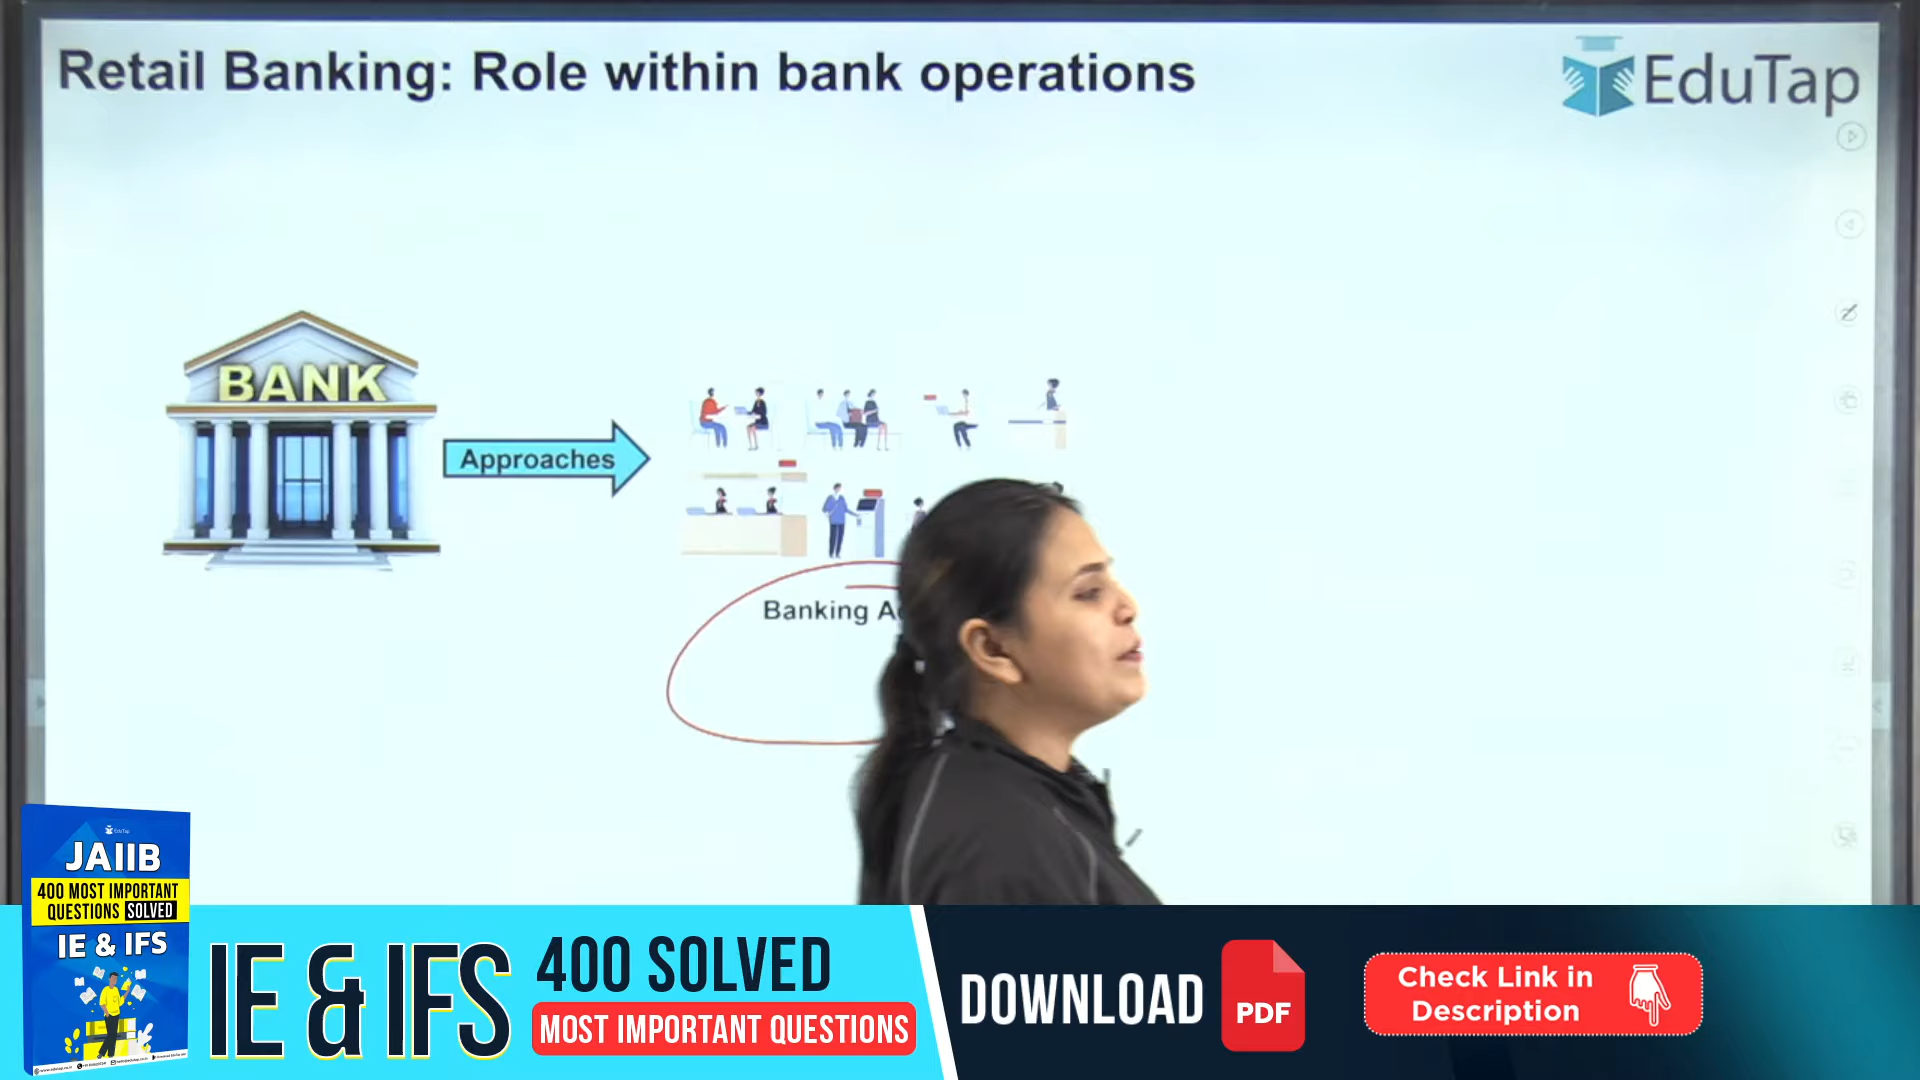 Retail Banking: Role within bank operations
EduTap
BANK
Approaches
Banking
EduTap
JAIIB
400 MOST IMPORTANT
QUESTIONS SOLVED
IE & IFS
IE & IFS
400 SOLVED
MOST IMPORTANT QUESTIONS
DOWNLOAD
PDF
Check Link in
Description